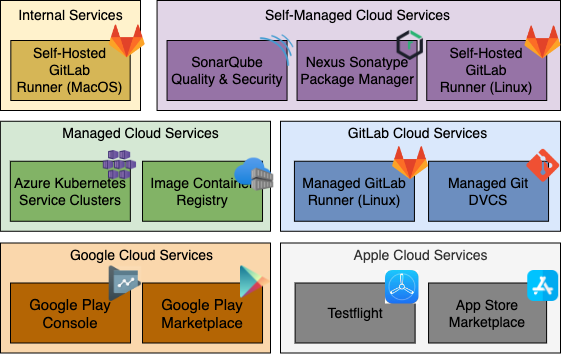 Internal Services
Self-Hosted
GitLab
Runner (MacOS)
Self-Managed Cloud Services
SonarQube
Quality & Security
Nexus Sonatype
Package Manager
Self-Hosted
GitLab
Runner (Linux)
Managed Cloud Services
Azure Kubernetes
Service Clusters
Image Container
Registry
GitLab Cloud Services
Managed GitLab
Runner (Linux)
Managed Git
DVCS
Google Cloud Services
Google Play
Console
Google Play
Marketplace
Apple Cloud Services
Testflight
App Store
Marketplace